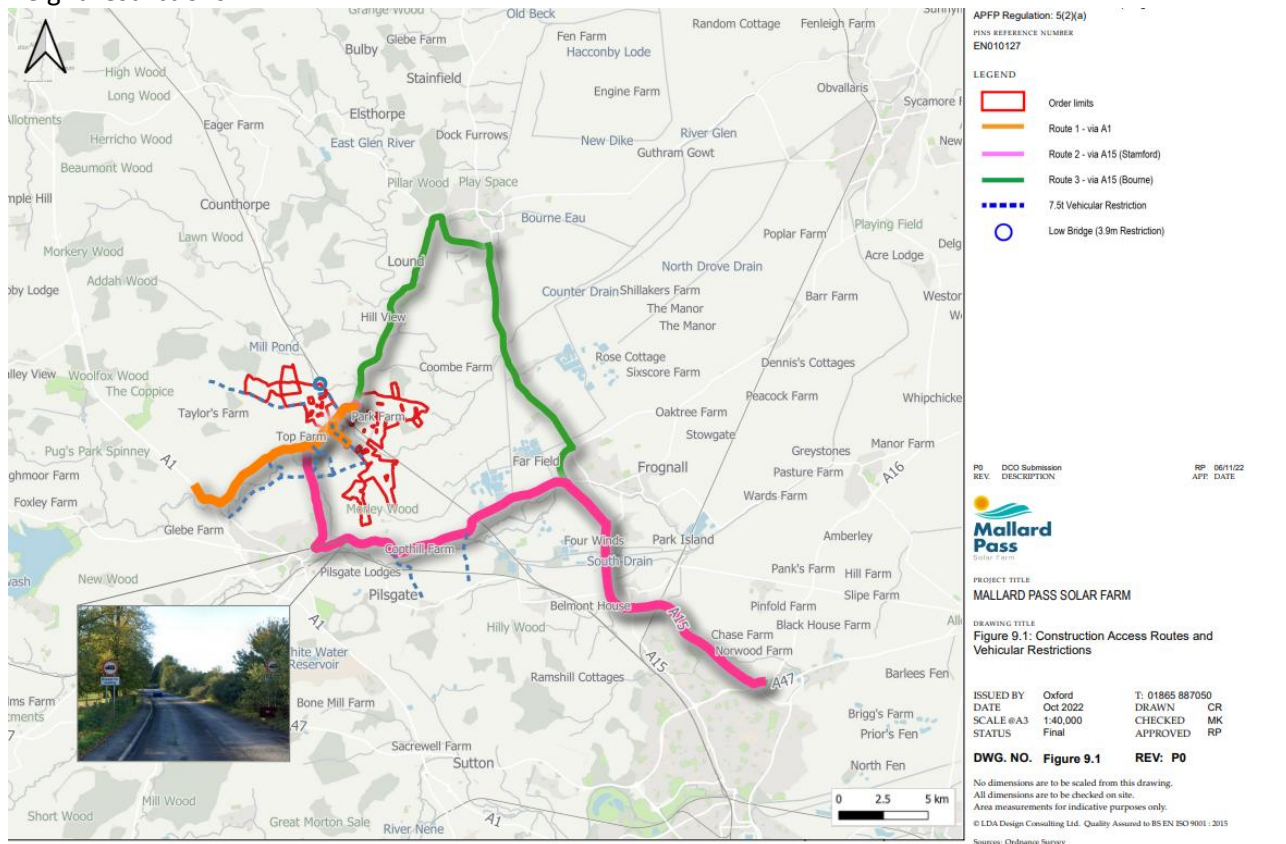 Grange Wood
Old Beck
Random Cottage
Fenleigh Farm
Bulby
Glebe Farm
Fen Farm
Hacconby Lode
High Wood
Stainfield
Long Wood
Engine Farm
Obvallaris
Allotments
Elsthorpe
Sycamore
Herricho Wood
Eager Farm
Dock Furrows
New Dike
River Glen
New
East Glen River
Guthram Gowt
Beaumont Wood
Pillar Wood
Play Space
mple Hill
Counthorpe
Bourne Eau
Playing Field
Lawn Wood
Poplar Farm
Delg
Morkery Wood
Lound
Acre Lodge
Addah Wood
North Drove Drain
by Lodge
Counter Drain
Shillakers Farm
Barr Farm
Weston
The Manor
Hill View
The Manor
Mill Pond
Rose Cottage
Dennis's Cottages
alley View
Woolfox Wood
Coombe Farm
Sixscore Farm
The Coppice
Peacock Farm
Whipchicke
Taylor's Farm
Park Farm
Oaktree Farm
Top Farm
Stowgate
Manor Farm
Pug's Park Spinney
Greystones
A1
Far Field
Frognall
Pasture Farm
A16
ghmoor Farm
Foxley Farm
Wards Farm
Morley Wood
Glebe Farm
Copthill Farm
Four Winds
Park Island
Amberley
South Drain
Pilsgate Lodges
Pank's Farm
Hill Farm
New Wood
Pilsgate
Slipe Farm
Belmont House
Pinfold Farm
A1
Hilly Wood
A15
Black House Farm
Chase Farm
White Water
Reservoir
A15
Norwood Farm
Barlees Fen
Ramshill Cottages
A47
Bone Mill Farm
Brigg's Farm
Prior's Fen
47
Sacrewell Farm
Sutton
North Fen
Mill Wood
Short Wood
Great Morton Sale
River Nene
A1
0 2.5 5 km
APFP Regulation: 5(2)(a)
PINS REFERENCE NUMBER
EN010127
LEGEND
Order limits
Route 1 - via A1
Route 2 - via A15 (Stamford)
Route 3 - via A15 (Bourne)
7.5t Vehicular Restriction
Low Bridge (3.9m Restriction)
P0 DCO Submission RP 06/11/22
REV. DESCRIPTION APP. DATE
Mallard
Pass
Solar Farm
PROJECT TITLE
MALLARD PASS SOLAR FARM
DRAWING TITLE
Figure 9.1: Construction Access Routes and
Vehicular Restrictions
ISSUED BY Oxford T: 01865 887050
DATE Oct 2022 DRAWN CR
SCALE @A3 1:40,000 CHECKED MK
STATUS Final APPROVED RP
DWG. NO. Figure 9.1 REV: P0
No dimensions are to be scaled from this drawing.
All dimensions are to be checked on site.
Area measurements for indicative purposes only.
© LDA Design Consulting Ltd. Quality Assured to BS EN ISO 9001 : 2015
Sources: Ordnance Survey